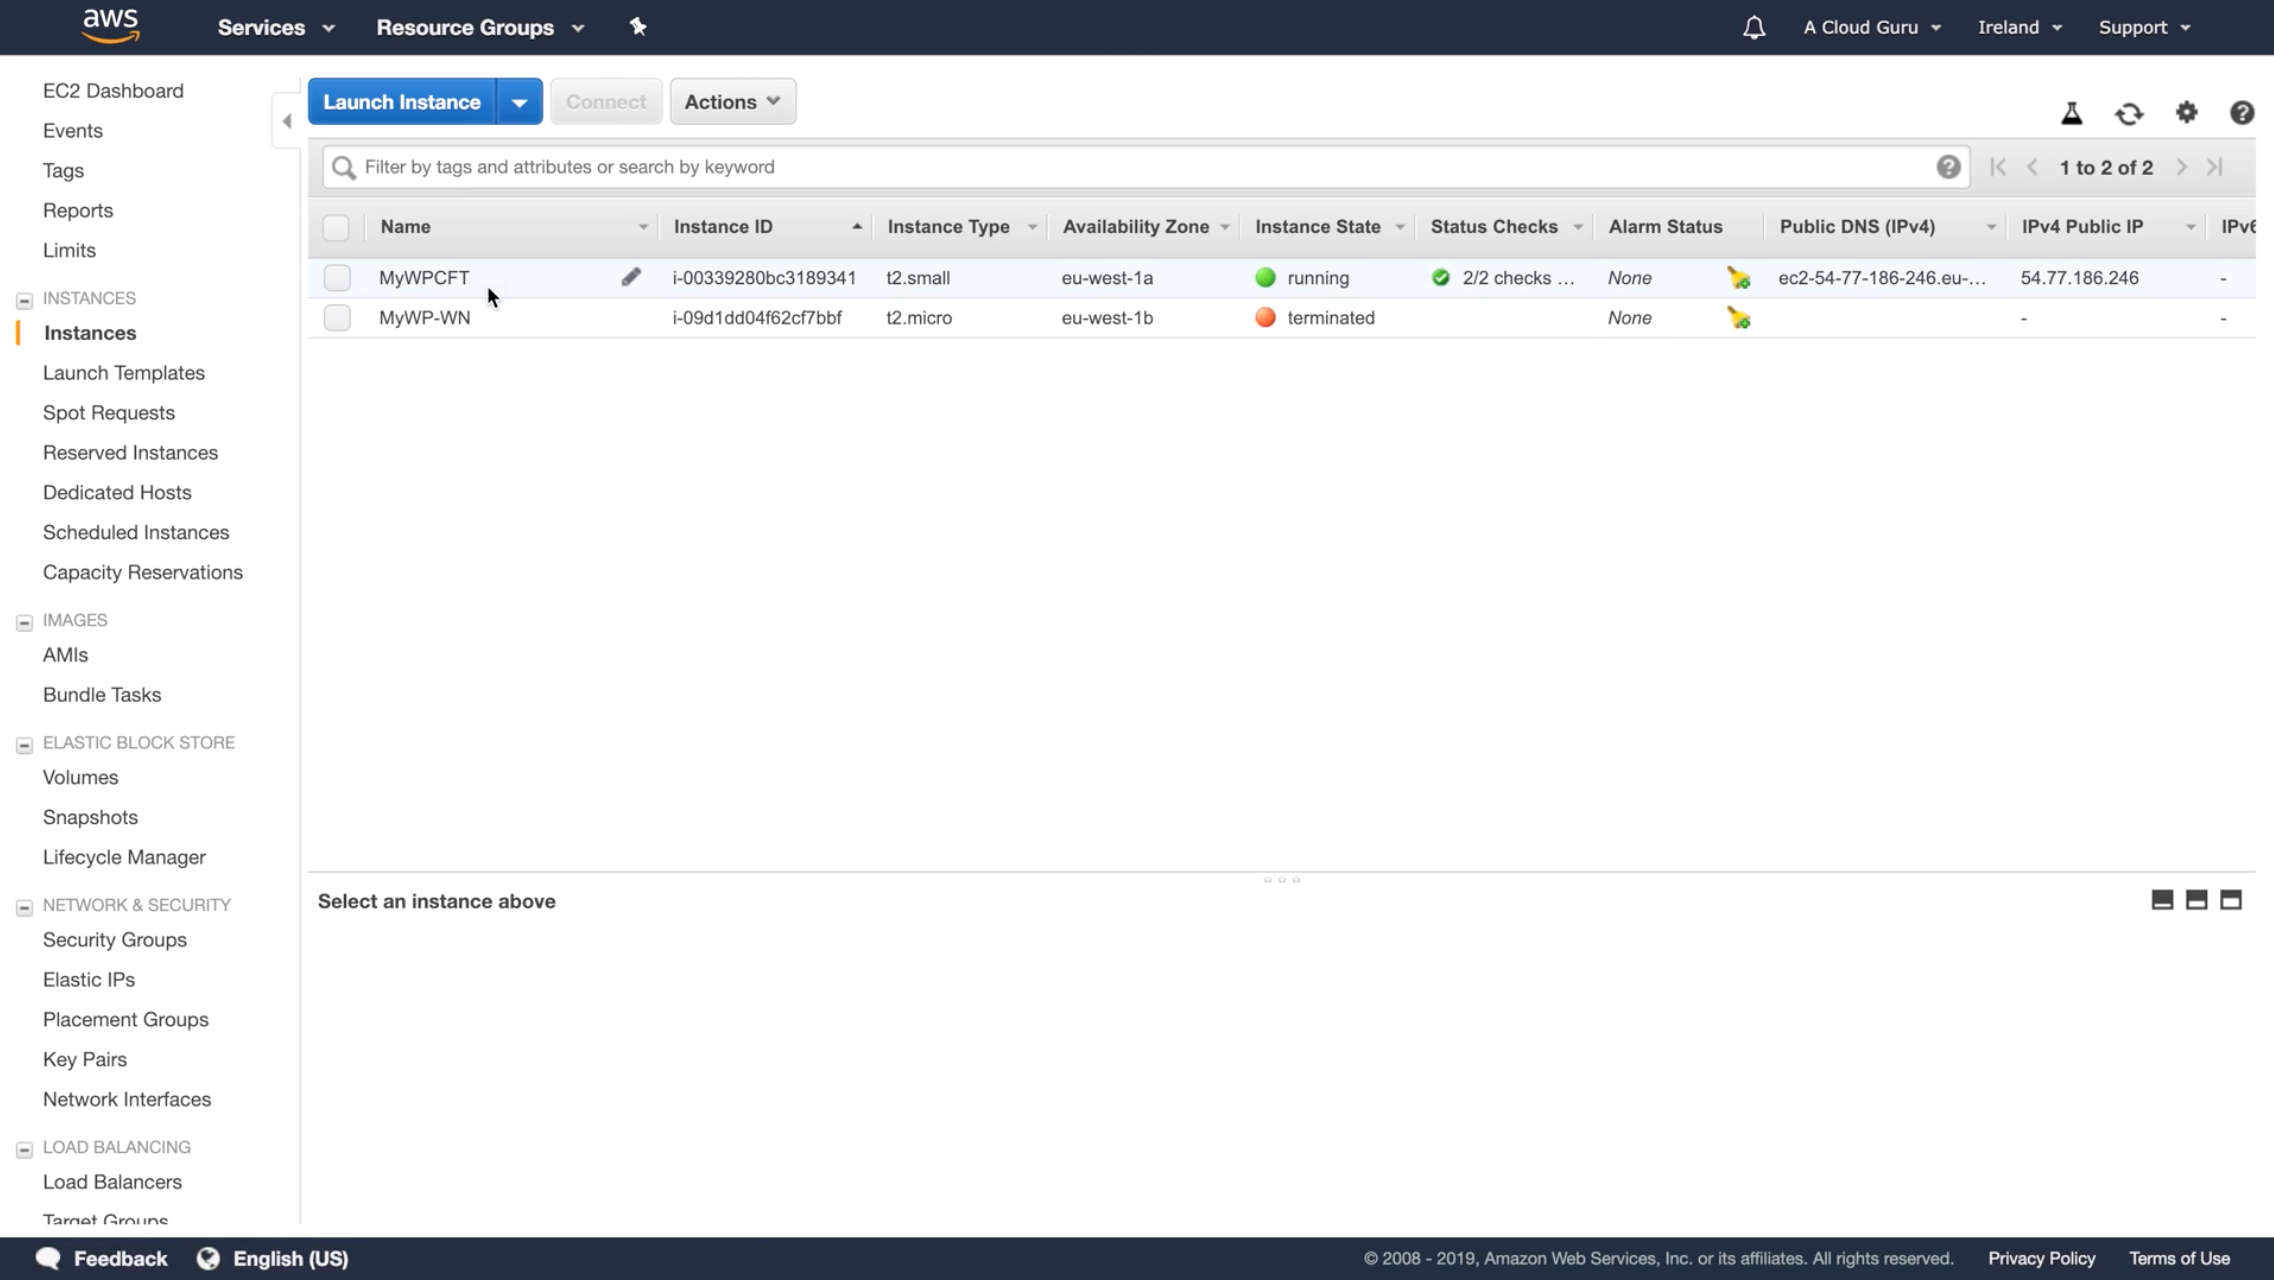 aws Services Resource Groups A Cloud Guru Ireland Support
EC2 Dashboard
Events
Tags
Reports
Limits
INSTANCES
Instances
Launch Templates
Spot Requests
Reserved Instances
Dedicated Hosts
Scheduled Instances
Capacity Reservations
IMAGES
AMIs
Bundle Tasks
ELASTIC BLOCK STORE
Volumes
Snapshots
Lifecycle Manager
NETWORK & SECURITY
Security Groups
Elastic IPs
Placement Groups
Key Pairs
Network Interfaces
LOAD BALANCING
Load Balancers
Target Groups
Launch Instance Connect Actions
Filter by tags and attributes or search by keyword 1 to 2 of 2
Name Instance ID Instance Type Availability Zone Instance State Status Checks Alarm Status Public DNS (IPv4) IPv4 Public IP IPv6
MyWPCFT i-00339280bc3189341 t2.small eu-west-1a running 2/2 checks ... None ec2-54-77-186-246.eu-... 54.77.186.246 -
MyWP-WN i-09d1dd04f62cf7bbf t2.micro eu-west-1b terminated None - -
Select an instance above
Feedback English (US) © 2008 - 2019, Amazon Web Services, Inc. or its affiliates. All rights reserved. Privacy Policy Terms of Use